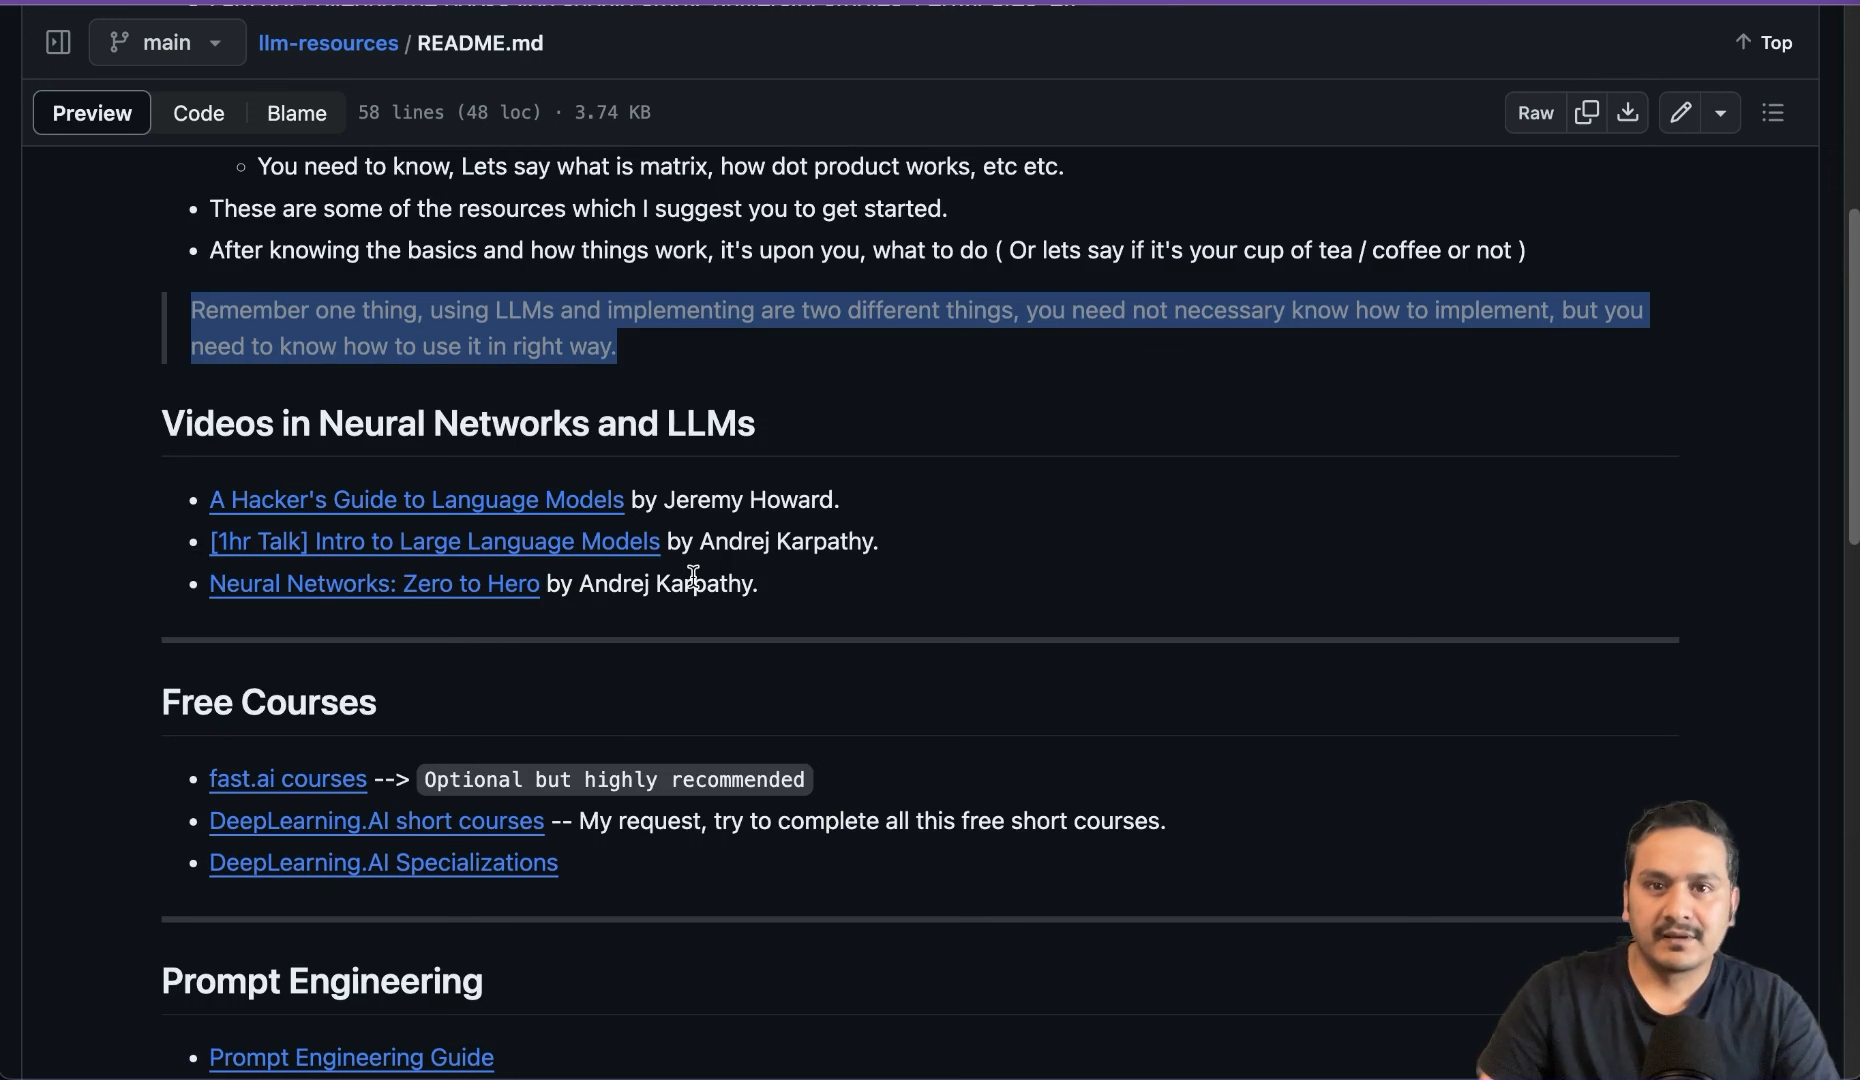 main
llm-resources / README.md
Top
Preview
Code
Blame
58 lines (48 loc) · 3.74 KB
Raw
You need to know, Lets say what is matrix, how dot product works, etc etc.
These are some of the resources which I suggest you to get started.
After knowing the basics and how things work, it's upon you, what to do ( Or lets say if it's your cup of tea / coffee or not )
Remember one thing, using LLMs and implementing are two different things, you need not necessary know how to implement, but you
need to know how to use it in right way.
Videos in Neural Networks and LLMs
A Hacker's Guide to Language Models by Jeremy Howard.
[1hr Talk] Intro to Large Language Models by Andrej Karpathy.
Neural Networks: Zero to Hero by Andrej Karpathy.
Free Courses
fast.ai courses --> Optional but highly recommended
DeepLearning.AI short courses -- My request, try to complete all this free short courses.
DeepLearning.AI Specializations
Prompt Engineering
Prompt Engineering Guide